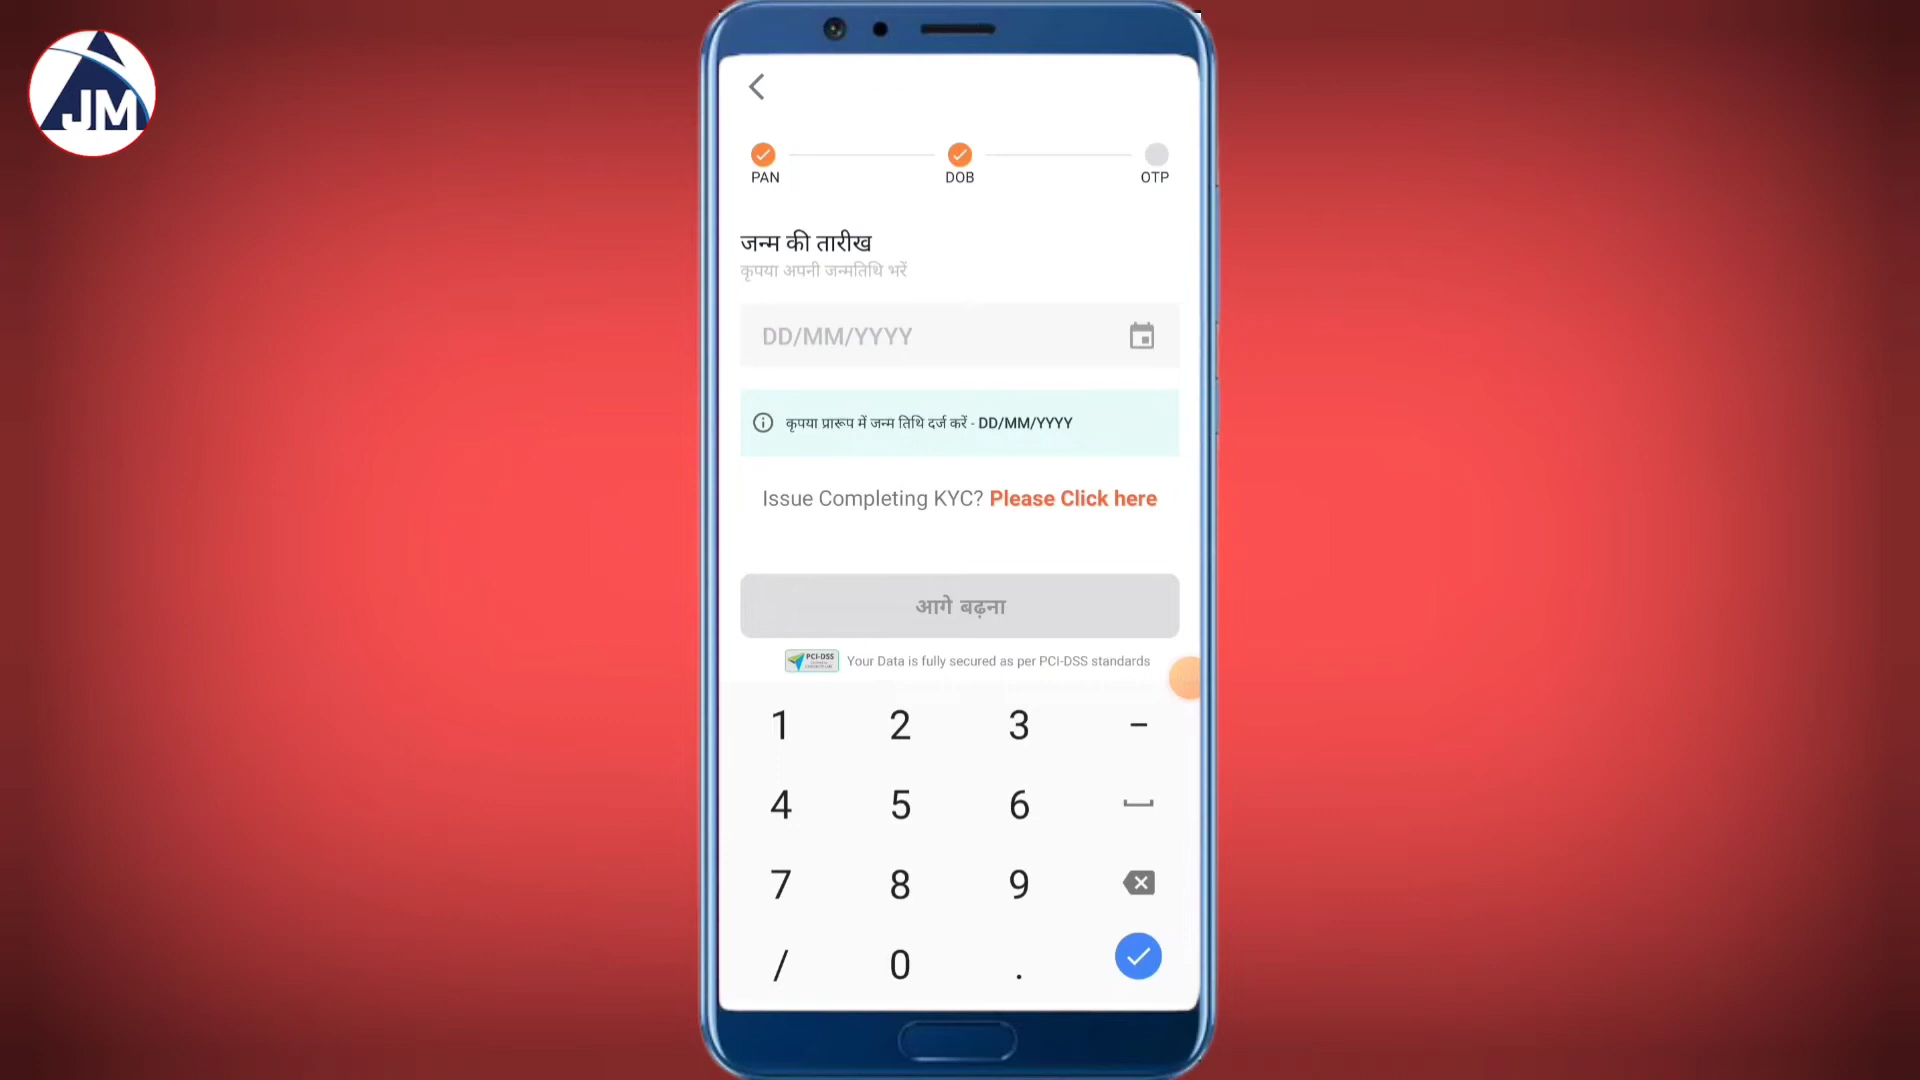 JM
PAN
DOB
OTP
जन्म की तारीख
कृपया अपनी जन्मतिथि भरें
DD/MM/YYYY
कृपया प्रारूप में जन्म तिथि दर्ज करें - DD/MM/YYYY
Issue Completing KYC? Please Click here
आगे बढ़ना
PCI-DSS
Your Data is fully secured as per PCI-DSS standards
1 2 3 -
4 5 6
7 8 9
/ 0 .